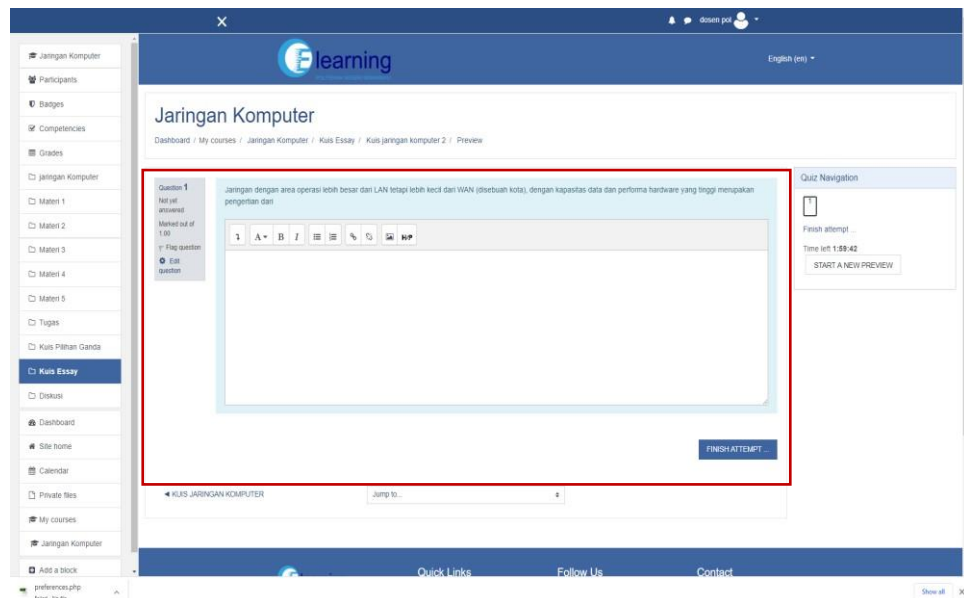 dosen pol
Jaringan Komputer
Participants
Badges
Competencies
Grades
jaringan Komputer
Materi 1
Materi 2
Materi 3
Materi 4
Materi 5
Tugas
Kuis Pilihan Ganda
Kuis Essay
Diskusi
Dashboard
Site home
Calendar
Private files
My courses
Jaringan Komputer
Add a block
Elearning
English (en)
Jaringan Komputer
Dashboard / My courses / Jaringan Komputer / Kuis Essay / Kuis jaringan komputer 2 / Preview
Question 1
Not yet
answered
Marked out of
1.00
Flag question
Edit
question
Jaringan dengan area operasi lebih besar dari LAN tetapi lebih kecil dari WAN (disebuah kota), dengan kapasitas data dan performa hardware yang tinggi merupakan
pengertian dari
A B I H-P
FINISH ATTEMPT ...
Quiz Navigation
1
Finish attempt ...
Time left 1:59:42
START A NEW PREVIEW
◄ KUIS JARINGAN KOMPUTER
Jump to...
Quick Links
Follow Us
Contact
preferences.php
Show all